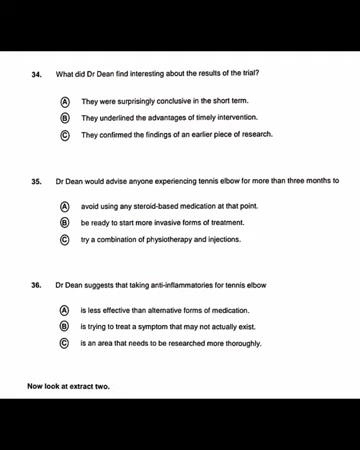 34. What did Dr Dean find interesting about the results of the trial?
A They were surprisingly conclusive in the short term.
B They underlined the advantages of timely intervention.
C They confirmed the findings of an earlier piece of research.
35. Dr Dean would advise anyone experiencing tennis elbow for more than three months to
A avoid using any steroid-based medication at that point.
B be ready to start more invasive forms of treatment.
C try a combination of physiotherapy and injections.
36. Dr Dean suggests that taking anti-inflammatories for tennis elbow
A is less effective than alternative forms of medication.
B is trying to treat a symptom that may not actually exist.
C is an area that needs to be researched more thoroughly.
Now look at extract two.